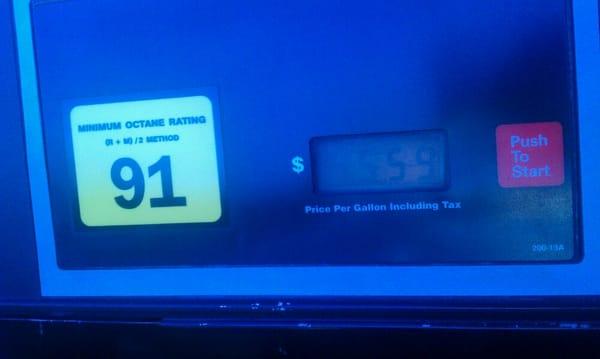 MINIMUM OCTANE RATING
(R + M) / 2 METHOD
91
$
Price Per Gallon Including Tax
Push
To
Start
200-13A